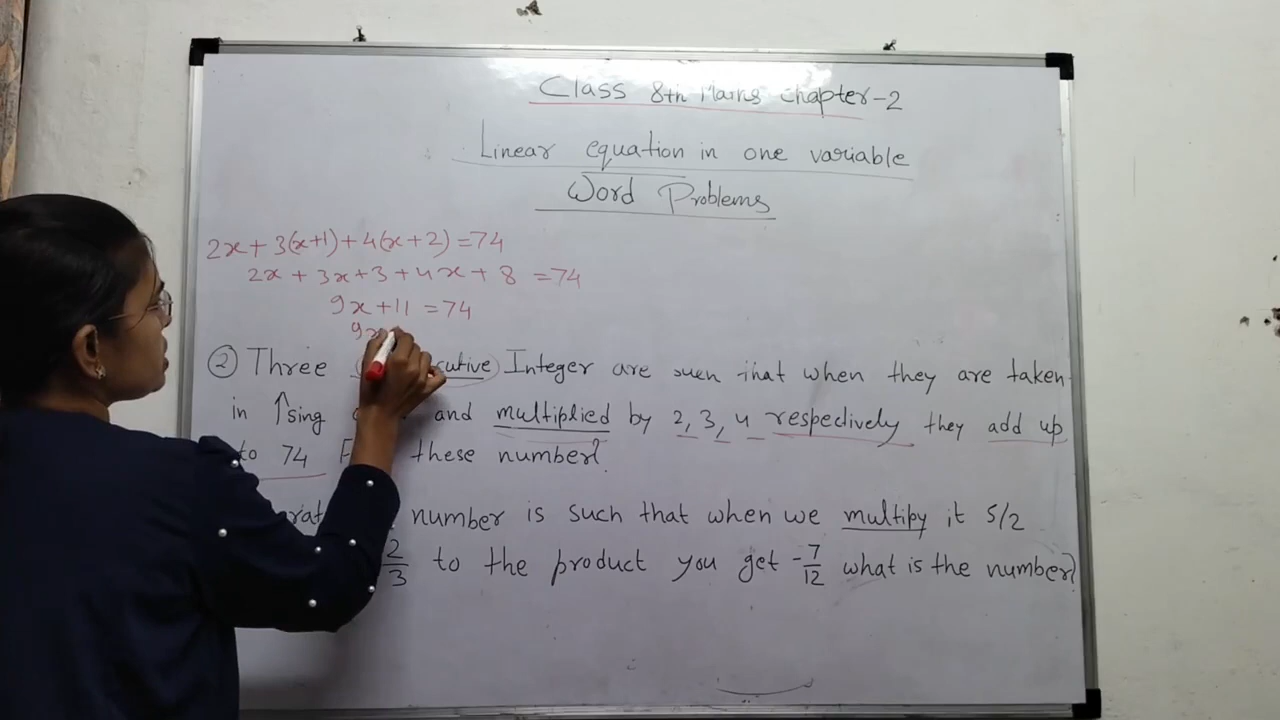 Class 8th Maths Chapter-2
Linear equation in one variable
Word Problems
2x + 3(x+1) + 4(x+2) = 74
2x + 3x + 3 + 4x + 8 = 74
9x + 11 = 74
9x
② Three Integer are such that when they are taken
in ↑sing and multiplied by 2, 3, 4 respectively they add up
to 74 these number?
number is such that when we multipy it 5/2
2/3 to the product you get -7/12 what is the number?